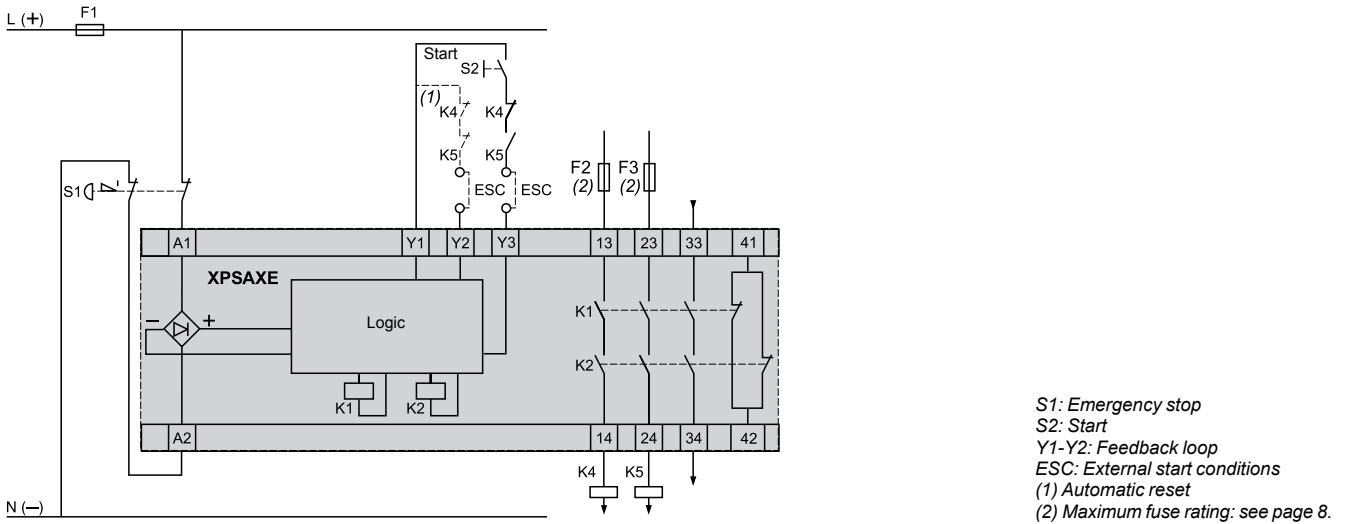 L (+)
F1
Start
S2
(1)
K4
K4
K5
K5
ESC
ESC
F2
(2)
F3
(2)
S1
A1
Y1
Y2
Y3
13
23
33
41
XPSAXE
Logic
–
+
K1
K2
K1
K2
A2
14
24
34
42
K4
K5
N (–)
S1: Emergency stop
S2: Start
Y1-Y2: Feedback loop
ESC: External start conditions
(1) Automatic reset
(2) Maximum fuse rating: see page 8.